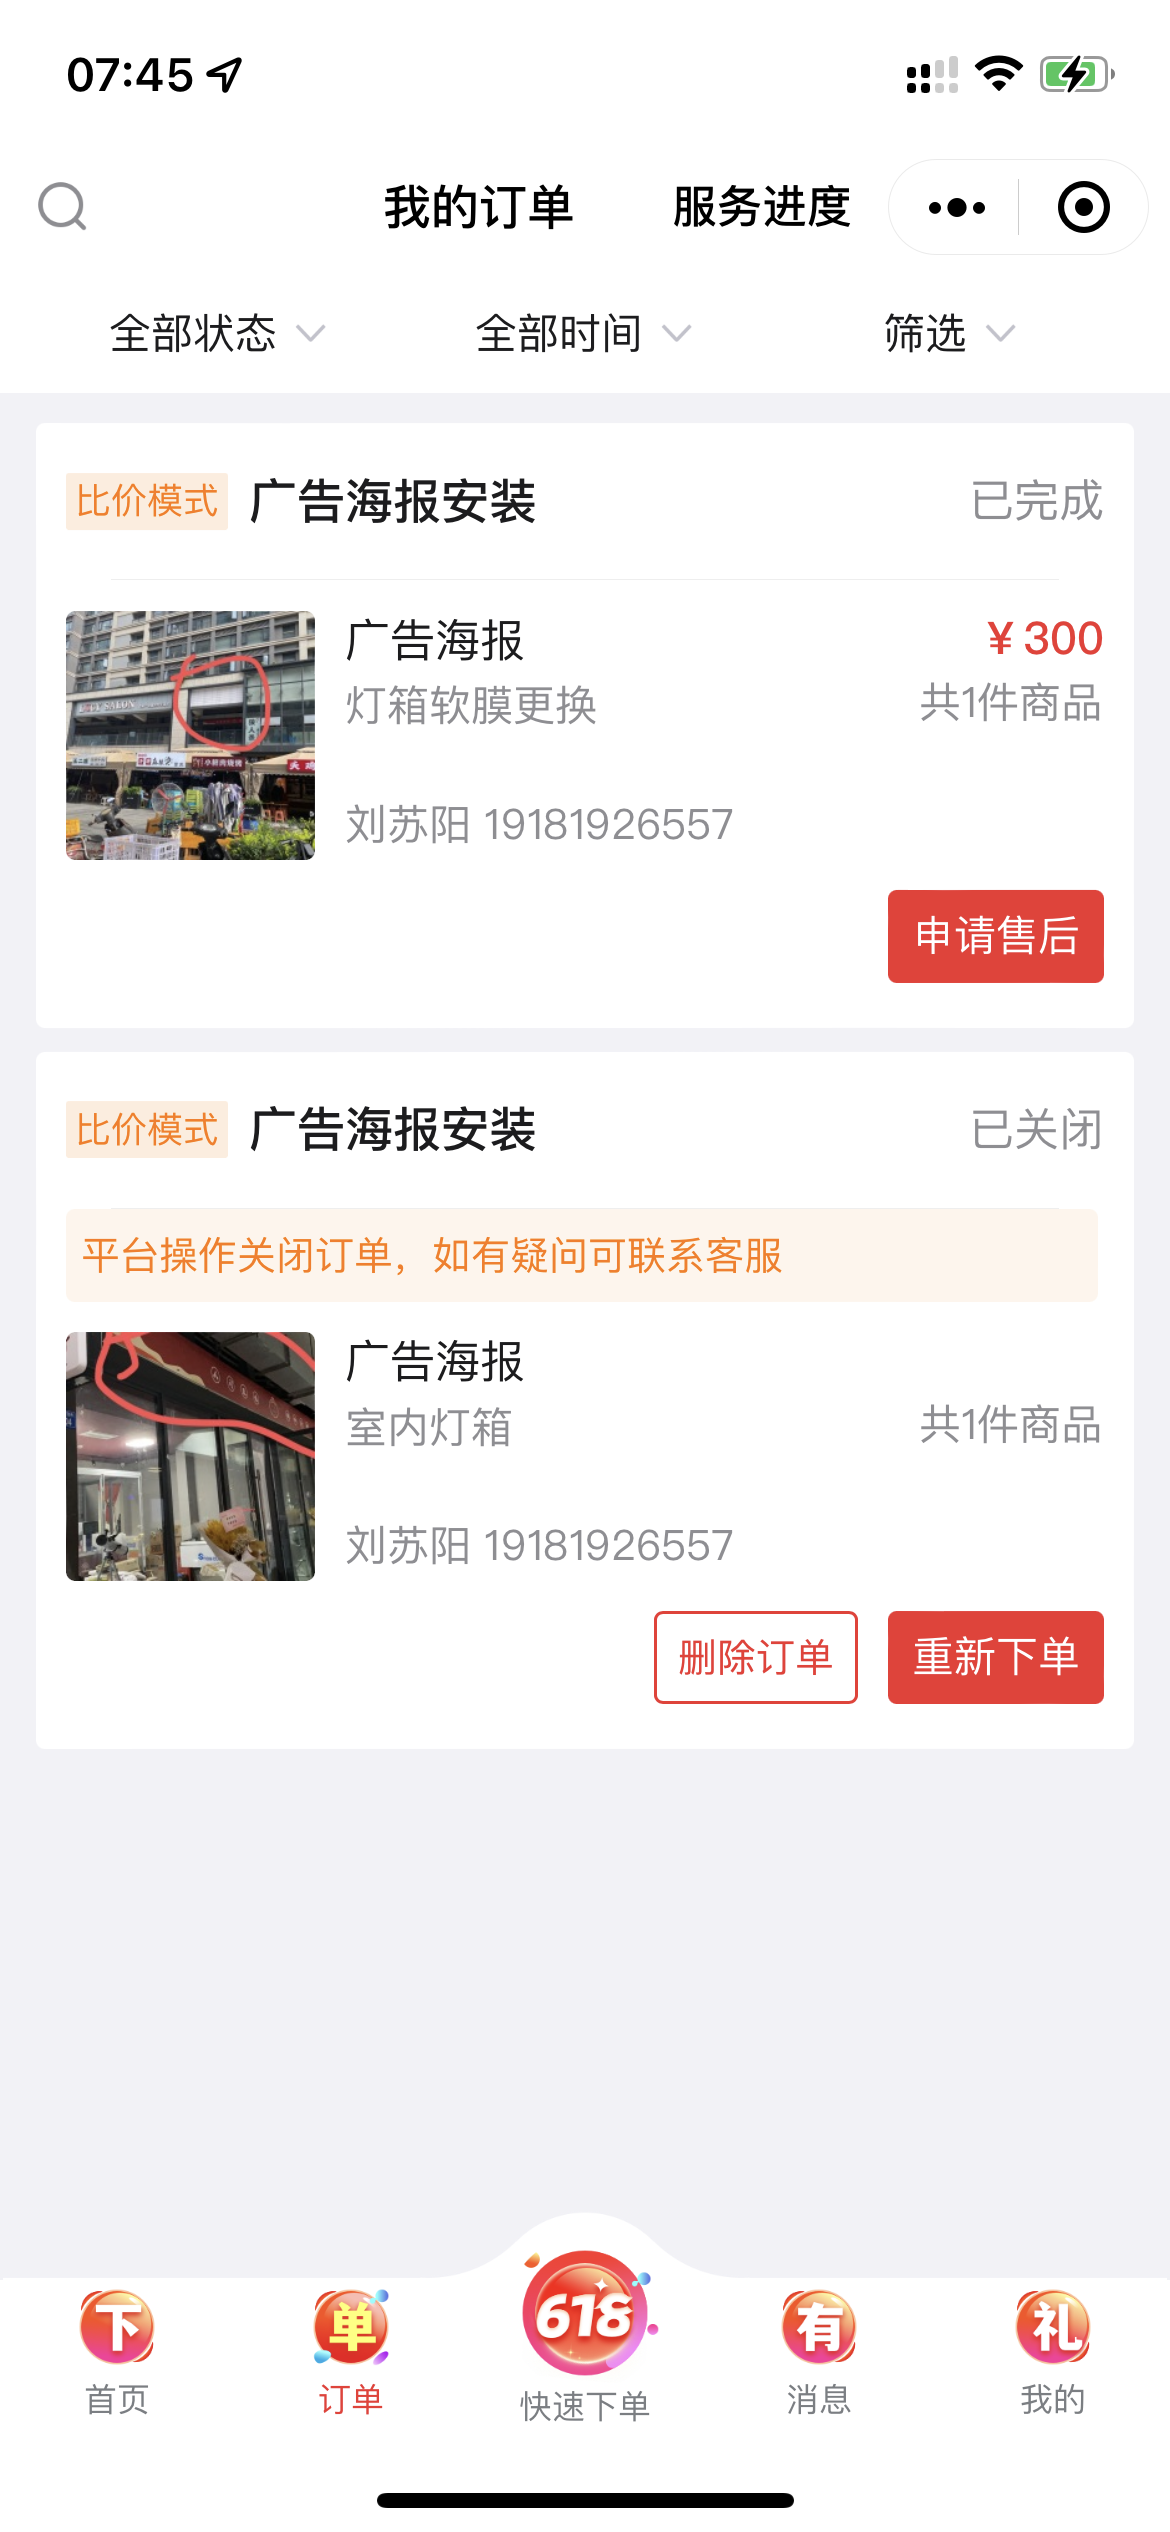 07:45
我的订单 服务进度
全部状态 全部时间 筛选
比价模式 广告海报安装 已完成
广告海报 ¥300
灯箱软膜更换 共1件商品
刘苏阳 19181926557
申请售后
比价模式 广告海报安装 已关闭
平台操作关闭订单，如有疑问可联系客服
广告海报
室内灯箱 共1件商品
刘苏阳 19181926557
删除订单 重新下单
下 单 618 有 礼
首页 订单 快速下单 消息 我的